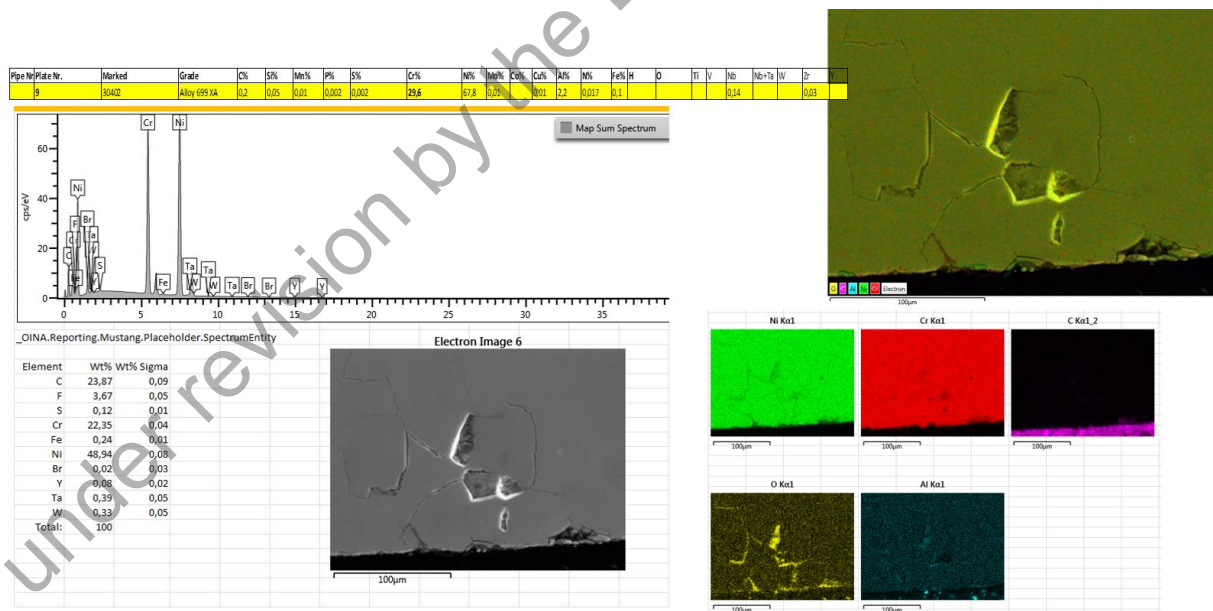 under revision by the
Pipe Nr Plate Nr. Marked Grade C% Si% Mn% P% S% Cr% Ni% Mo% Co% Cu% Al% N% Fe% H O Ti V Nb Nb+Ta W Zr Y
9 30402 Alloy 699 XA 0,2 0,05 0,01 0,002 0,002 29,6 67,8 0,01 0,01 2,2 0,017 0,1 0,14 0,03
Map Sum Spectrum
cps/eV
60
40
20
0
Cr Ni
Ni
F Br
C Ta
C W S
Fe Y Fe Ta W Ta W Ta Br Br Y Y
0 5 10 15 20 25 30 35
O C Al Ni Cr Electron
100µm
_OINA.Reporting.Mustang.Placeholder.SpectrumEntity
Element Wt% Wt% Sigma
C 23,87 0,09
F 3,67 0,05
S 0,12 0,01
Cr 22,35 0,04
Fe 0,24 0,01
Ni 48,94 0,08
Br 0,02 0,03
Y 0,08 0,02
Ta 0,39 0,05
W 0,33 0,05
Total: 100
Electron Image 6
100µm
Ni Kα1 Cr Kα1 C Kα1_2
100µm 100µm 100µm
O Kα1 Al Kα1
100µm 100µm